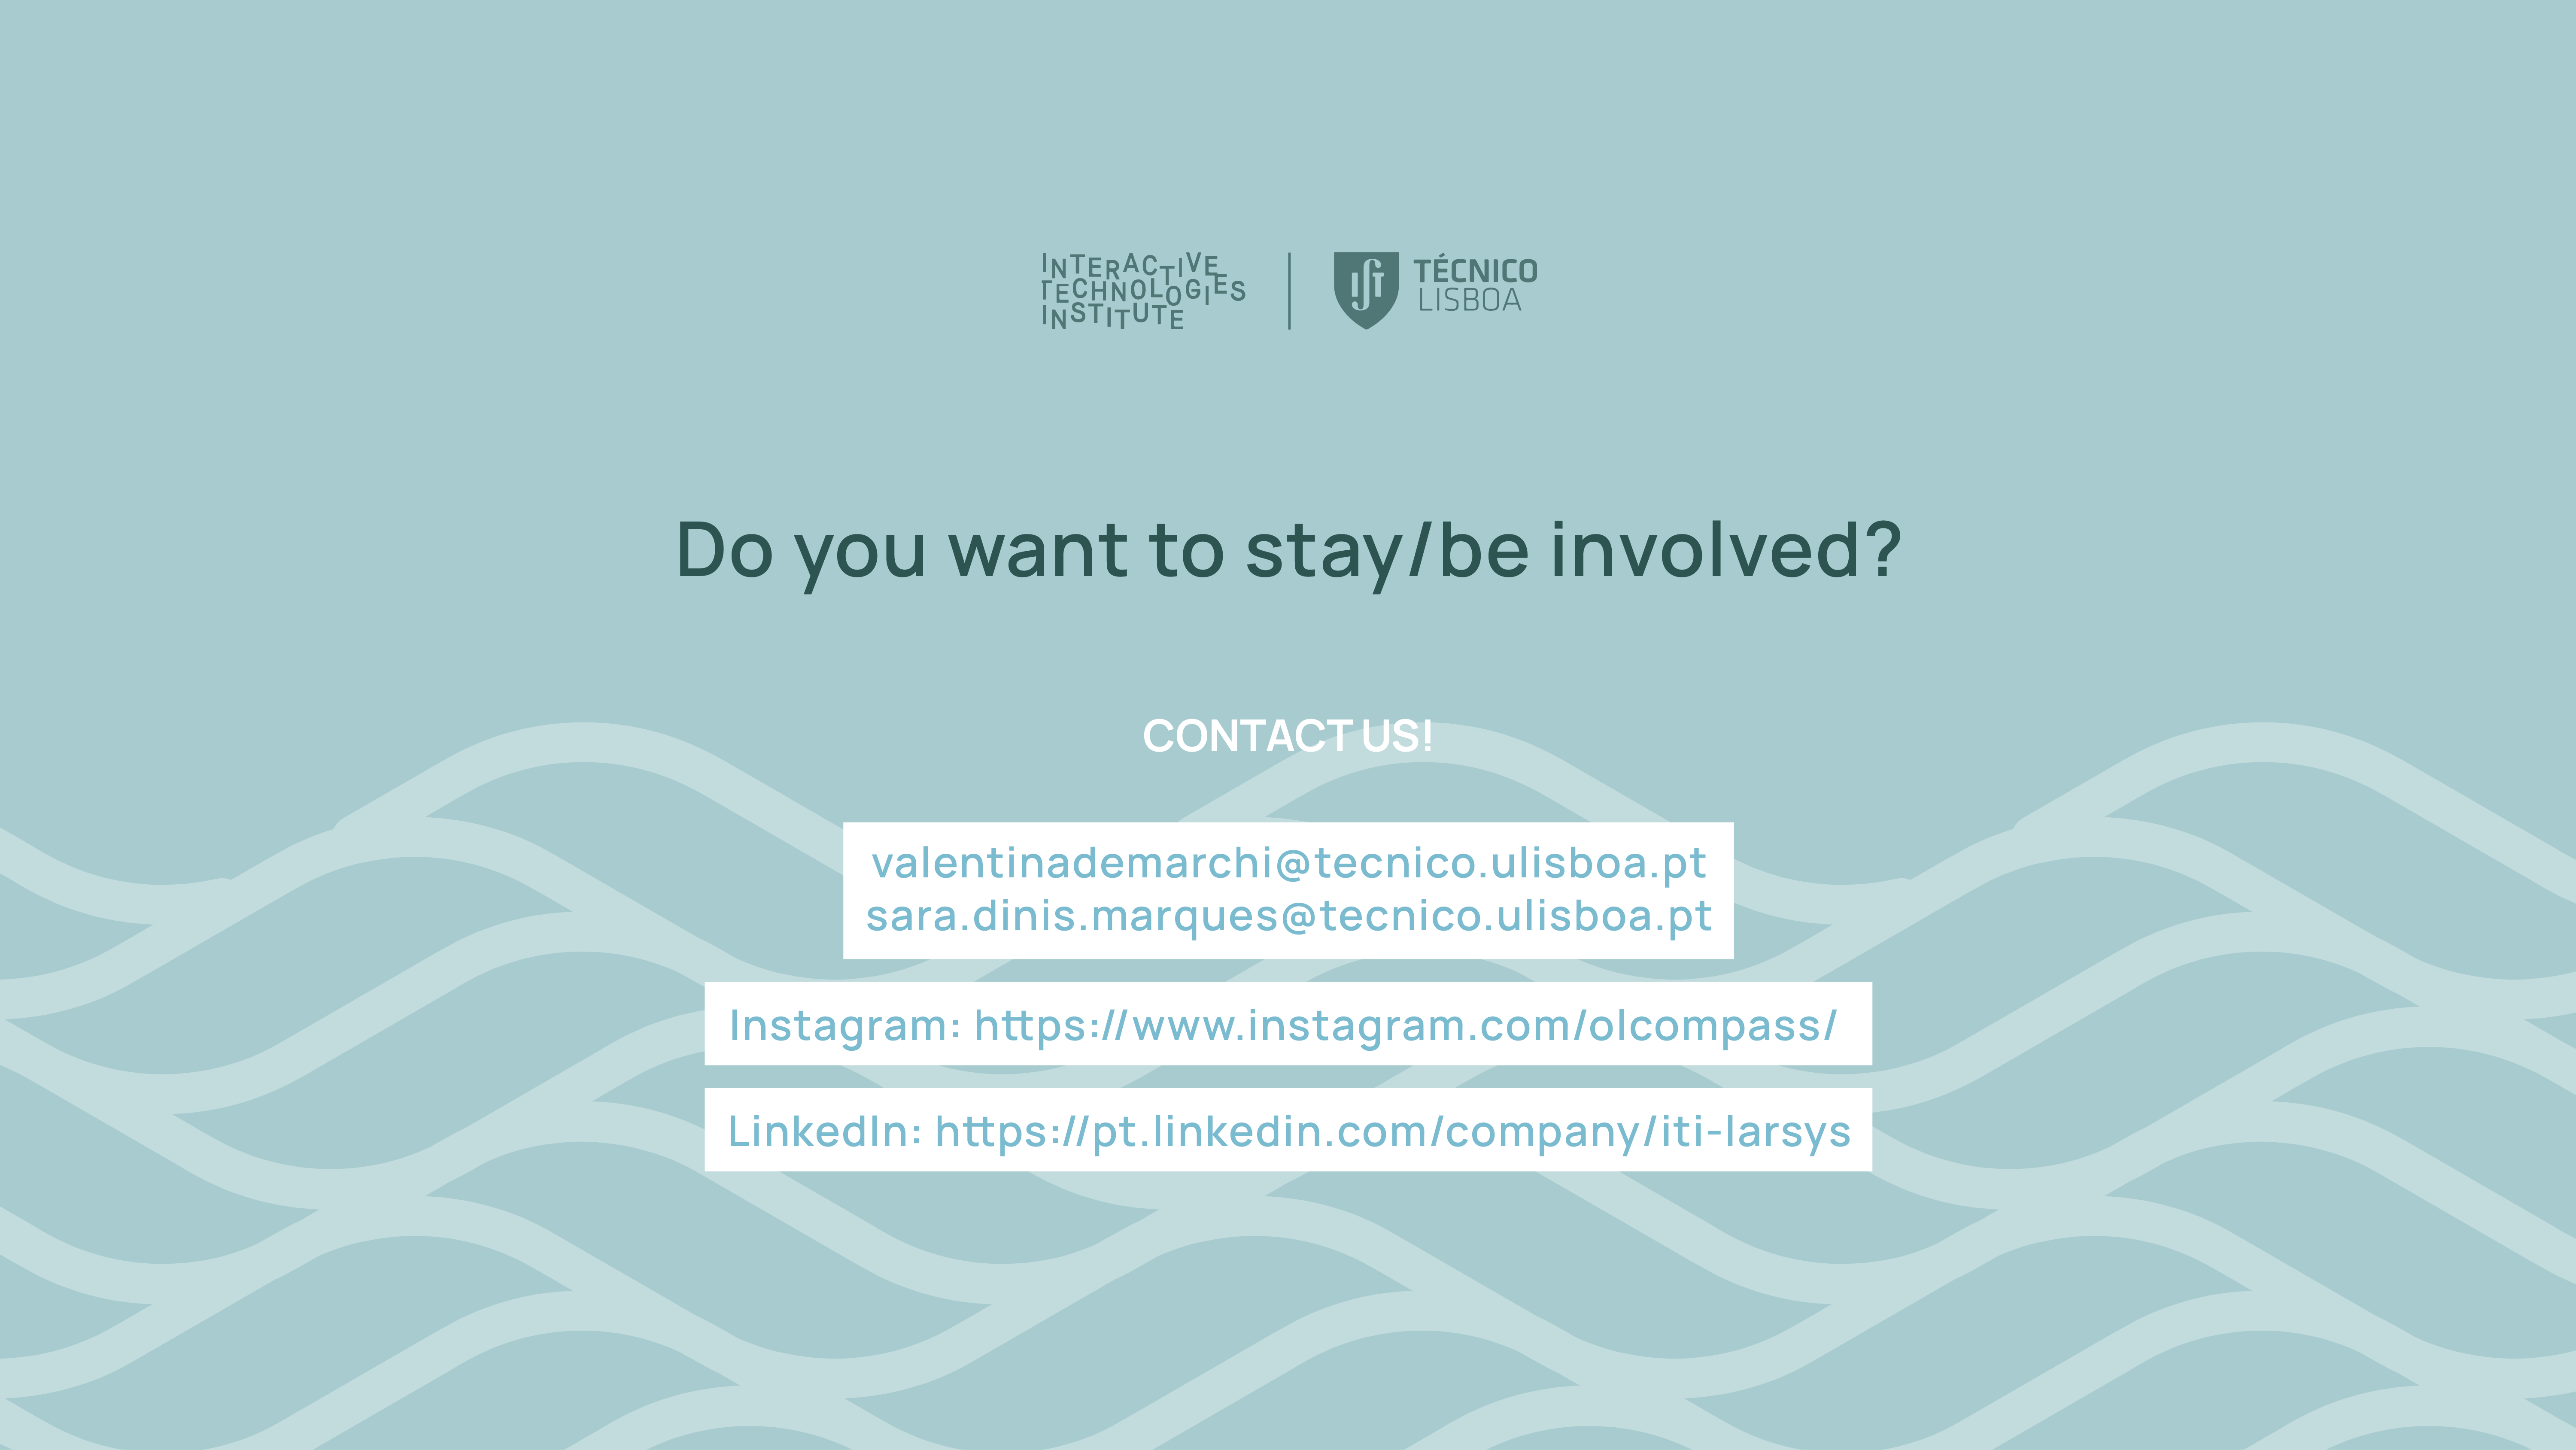 INTERACTIVE
TECHNOLOGIES
INSTITUTE
TÉCNICO
LISBOA
Do you want to stay/be involved?
CONTACT US!
valentinademarchi@tecnico.ulisboa.pt
sara.dinis.marques@tecnico.ulisboa.pt
Instagram: https://www.instagram.com/olcompass/
LinkedIn: https://pt.linkedin.com/company/iti-larsys